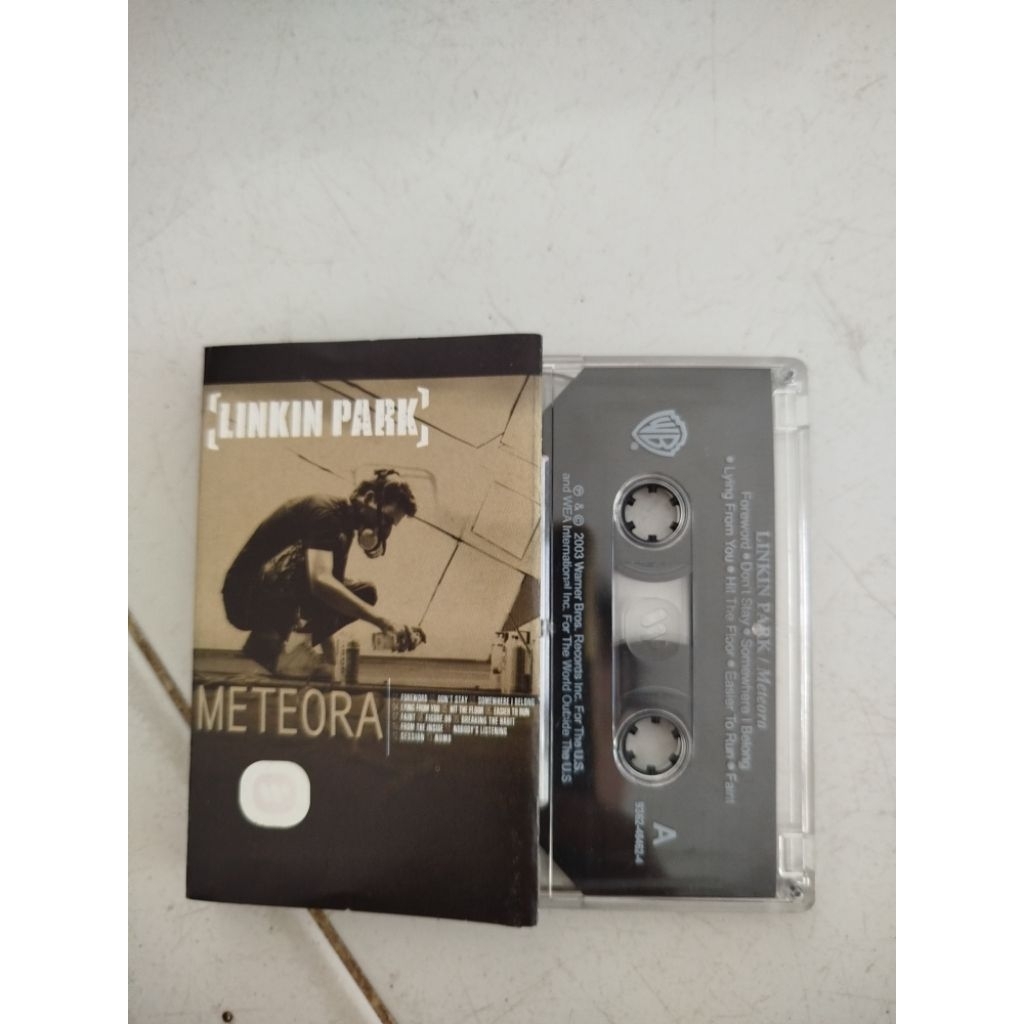 [LINKIN PARK]
METEORA
FOREWORD DON'T STAY SOMEWHERE I BELONG
LYING FROM YOU HIT THE FLOOR EASIER TO RUN
FAINT FIGURE.09 BREAKING THE HABIT
FROM THE INSIDE NOBODY'S LISTENING
SESSION NUMB
WB
LINKIN PARK / Meteora
Foreword • Don't Stay • Somewhere I Belong
• Lying From You • Hit The Floor • Easier To Run • Faint
A
℗ & © 2003 Warner Bros. Records Inc. For The U.S.
and WEA International Inc. For The World Outside The U.S